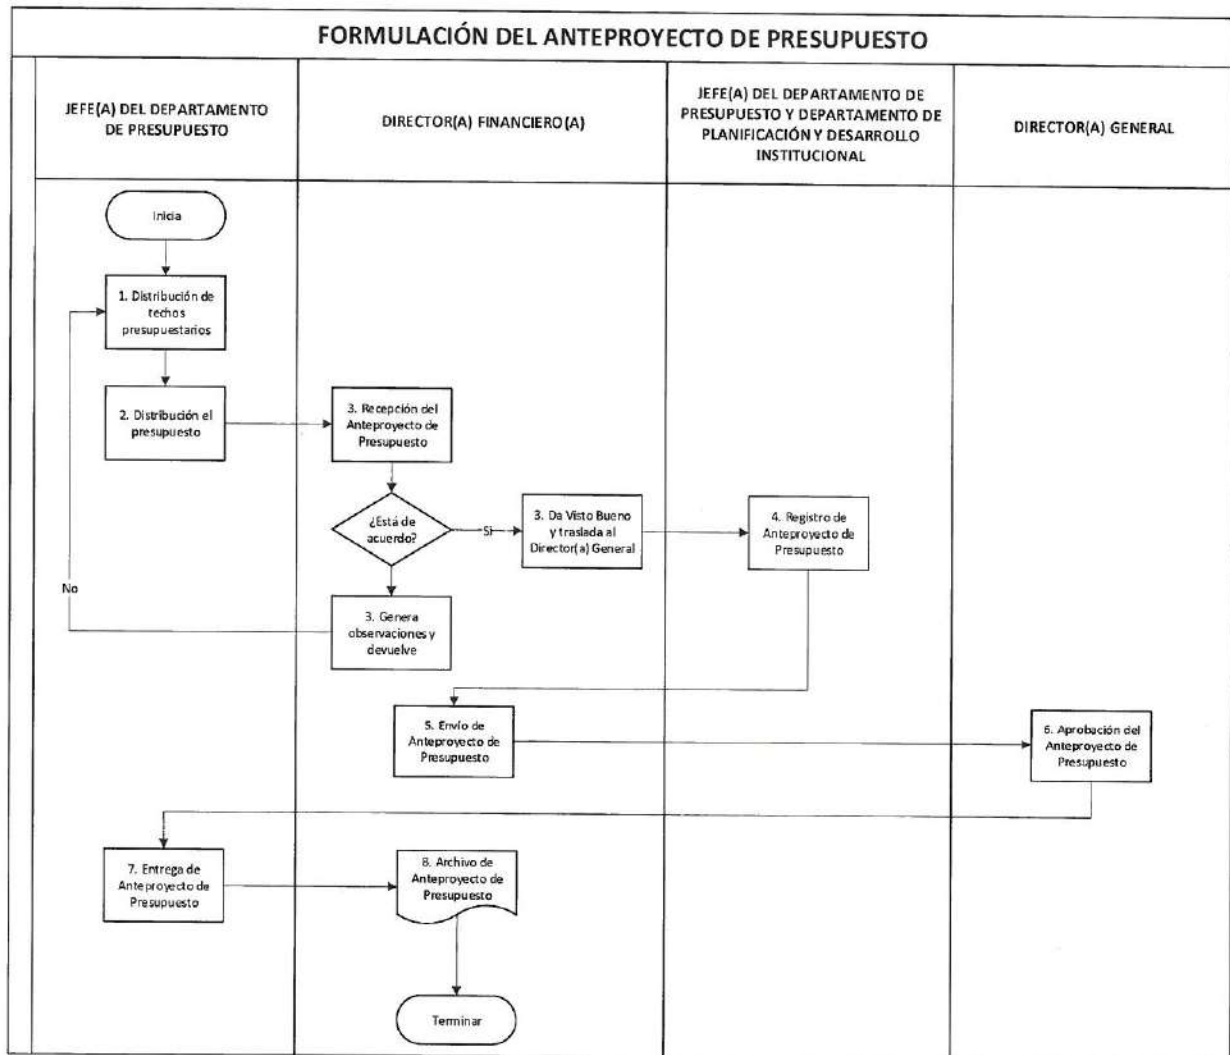 FORMULACIÓN DEL ANTEPROYECTO DE PRESUPUESTO
JEFE(A) DEL DEPARTAMENTO
DE PRESUPUESTO
DIRECTOR(A) FINANCIERO(A)
JEFE(A) DEL DEPARTAMENTO DE
PRESUPUESTO Y DEPARTAMENTO DE
PLANIFICACIÓN Y DESARROLLO
INSTITUCIONAL
DIRECTOR(A) GENERAL
Inicia
1. Distribución de
techos
presupuestarios
2. Distribución el
presupuesto
3. Recepción del
Anteproyecto de
Presupuesto
¿Está de
acuerdo?
Si
3. Da Visto Bueno
y traslada al
Director(a) General
4. Registro de
Anteproyecto de
Presupuesto
No
3. Genera
observaciones y
devuelve
5. Envío de
Anteproyecto de
Presupuesto
6. Aprobación del
Anteproyecto de
Presupuesto
7. Entrega de
Anteproyecto de
Presupuesto
8. Archivo de
Anteproyecto de
Presupuesto
Terminar